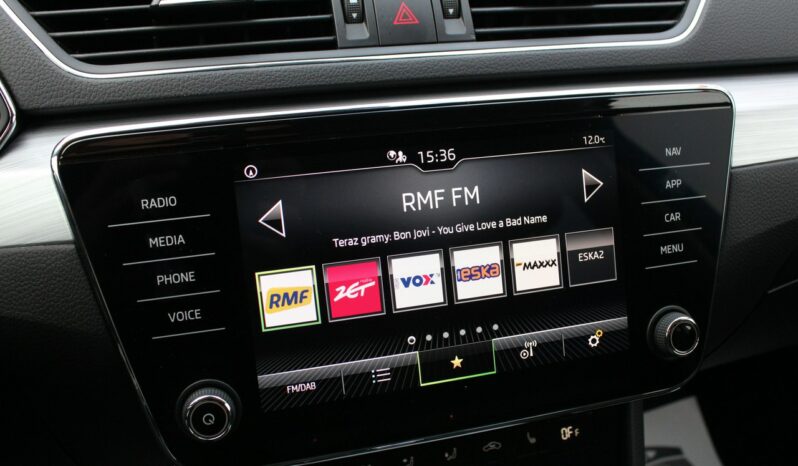 15:36
12.0°C
RMF FM
Teraz gramy: Bon Jovi - You Give Love a Bad Name
RMF
ZET
VOX
ESKA
MAXXX
ESKA2
FM/DAB
RADIO
MEDIA
PHONE
VOICE
NAV
APP
CAR
MENU
OFF